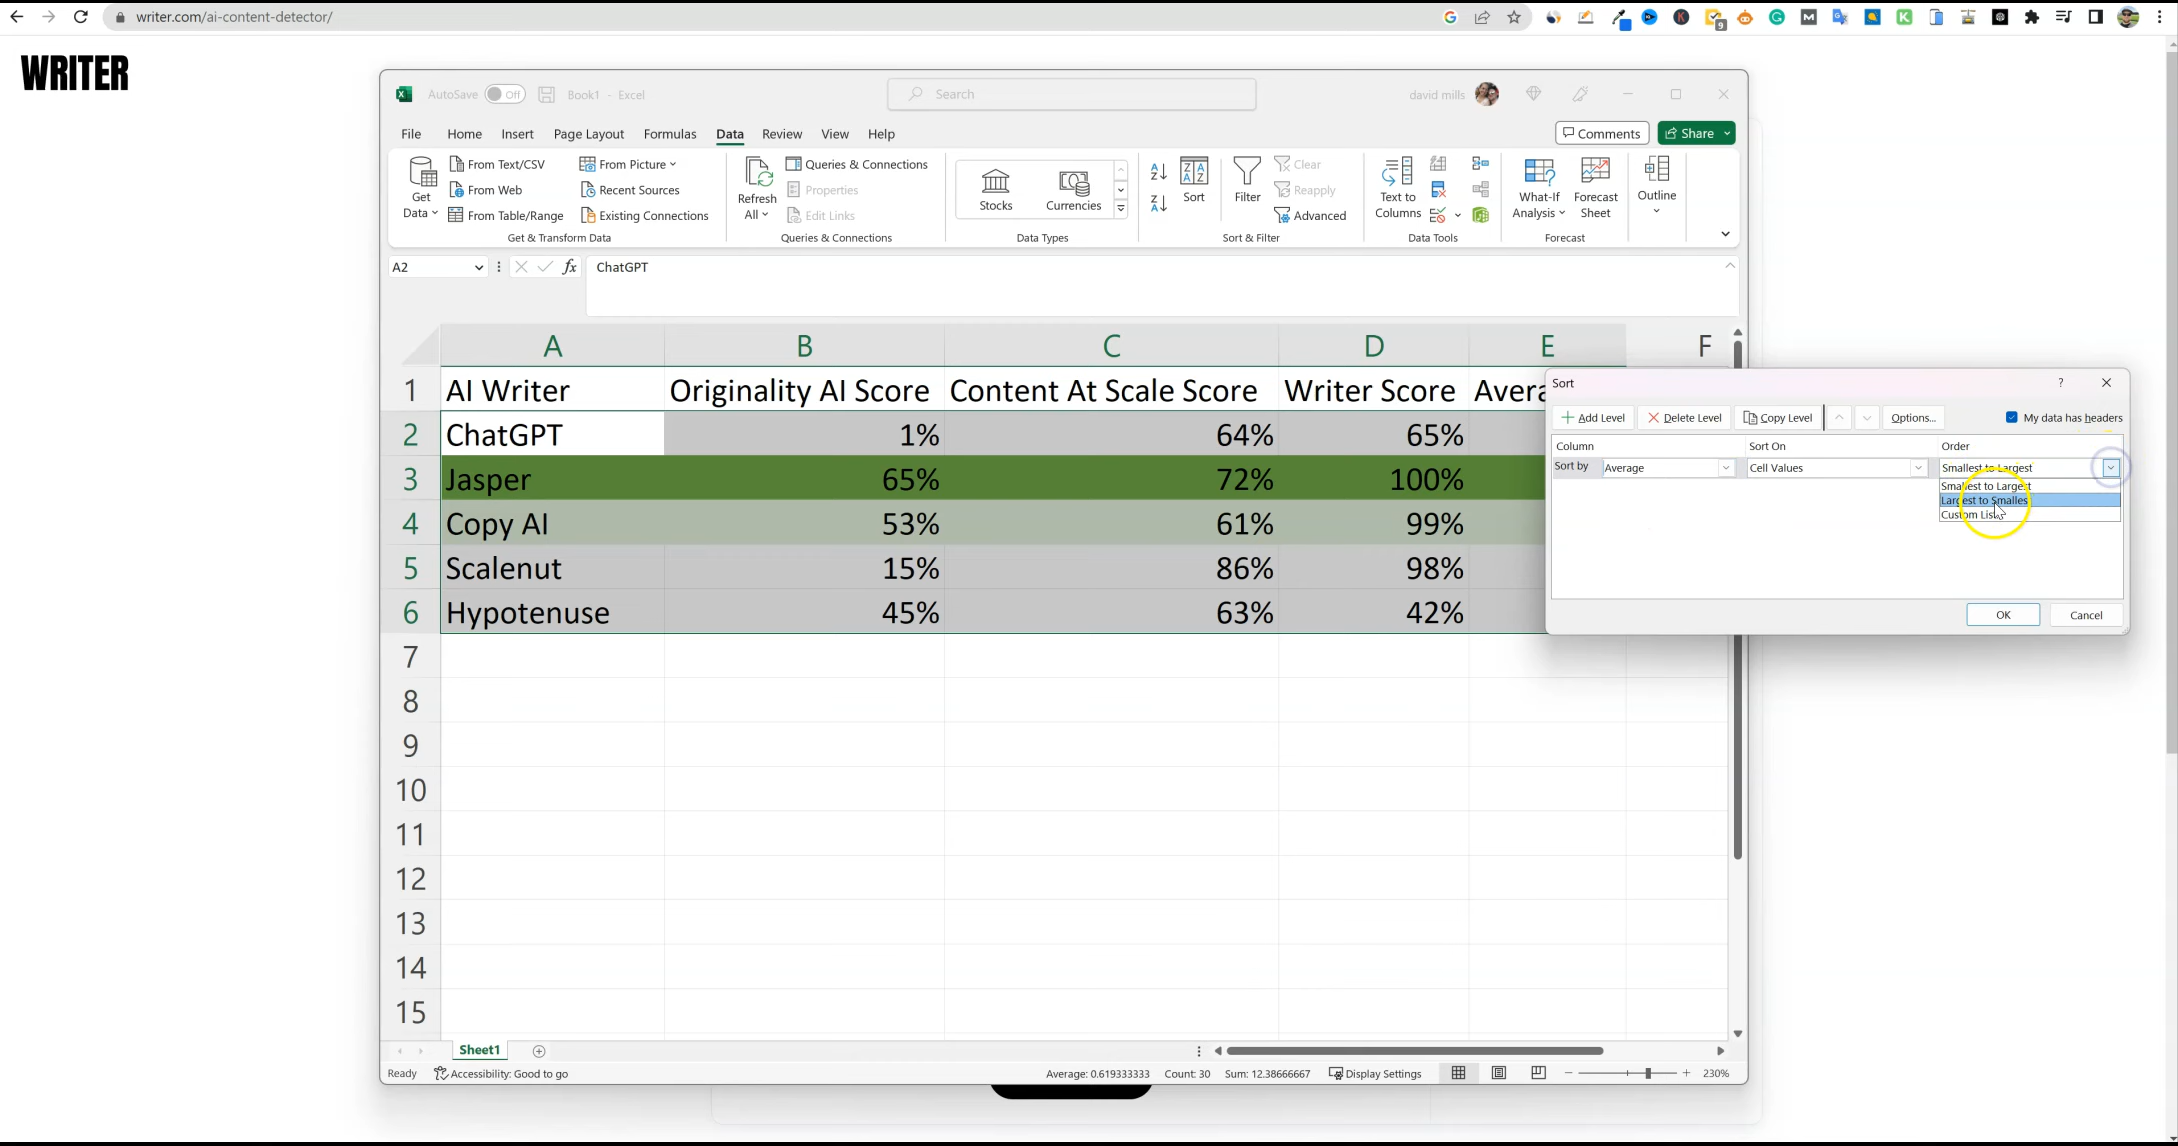 writer.com/ai-content-detector/
9
WRITER
AutoSave Off Book1 - Excel Search david mills
File Home Insert Page Layout Formulas Data Review View Help Comments Share
Get Data
From Text/CSV
From Web
From Table/Range
From Picture
Recent Sources
Existing Connections
Get & Transform Data
Refresh All
Queries & Connections
Properties
Edit Links
Queries & Connections
Stocks Currencies
Data Types
Sort Filter
Clear
Reapply
Advanced
Sort & Filter
Text to Columns
Data Tools
What-If Analysis
Forecast Sheet
Forecast
Outline
A2 fx ChatGPT
A B C D E F
1 AI Writer Originality AI Score Content At Scale Score Writer Score Avera
2 ChatGPT 1% 64% 65%
3 Jasper 65% 72% 100%
4 Copy AI 53% 61% 99%
5 Scalenut 15% 86% 98%
6 Hypotenuse 45% 63% 42%
7
8
9
10
11
12
13
14
15
Sort ? 
Add Level Delete Level Copy Level Options... My data has headers
Column Sort On Order
Sort by Average Cell Values Smallest to Largest
Smallest to Largest
Largest to Smalles
Custom Lis
OK Cancel
Sheet1
Ready Accessibility: Good to go Average: 0.619333333 Count: 30 Sum: 12.38666667 Display Settings 230%